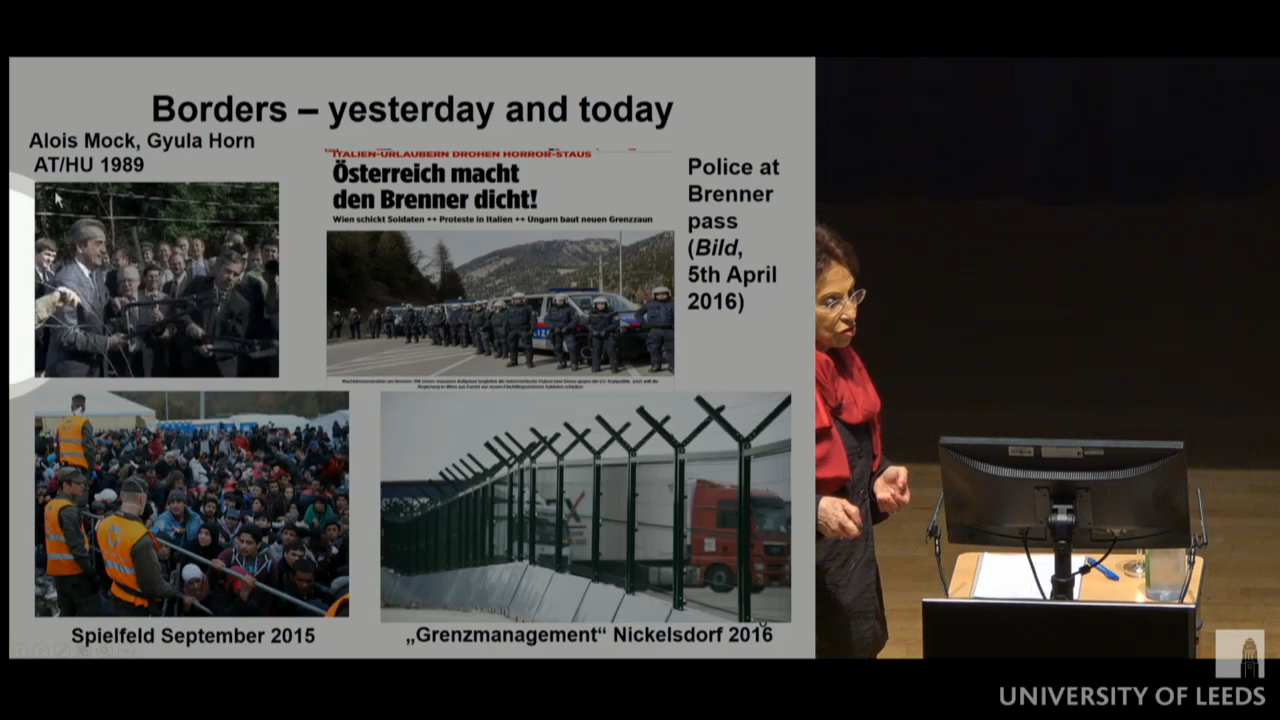 Borders – yesterday and today
Alois Mock, Gyula Horn
AT/HU 1989
ITALIEN-URLAUBERN DROHEN HORROR-STAUS
Österreich macht
den Brenner dicht!
Wien schickt Soldaten ++ Proteste in Italien ++ Ungarn baut neuen Grenzzaun
Police at
Brenner
pass
(Bild,
5th April
2016)
Spielfeld September 2015
„Grenzmanagement“ Nickelsdorf 2016
UNIVERSITY OF LEEDS